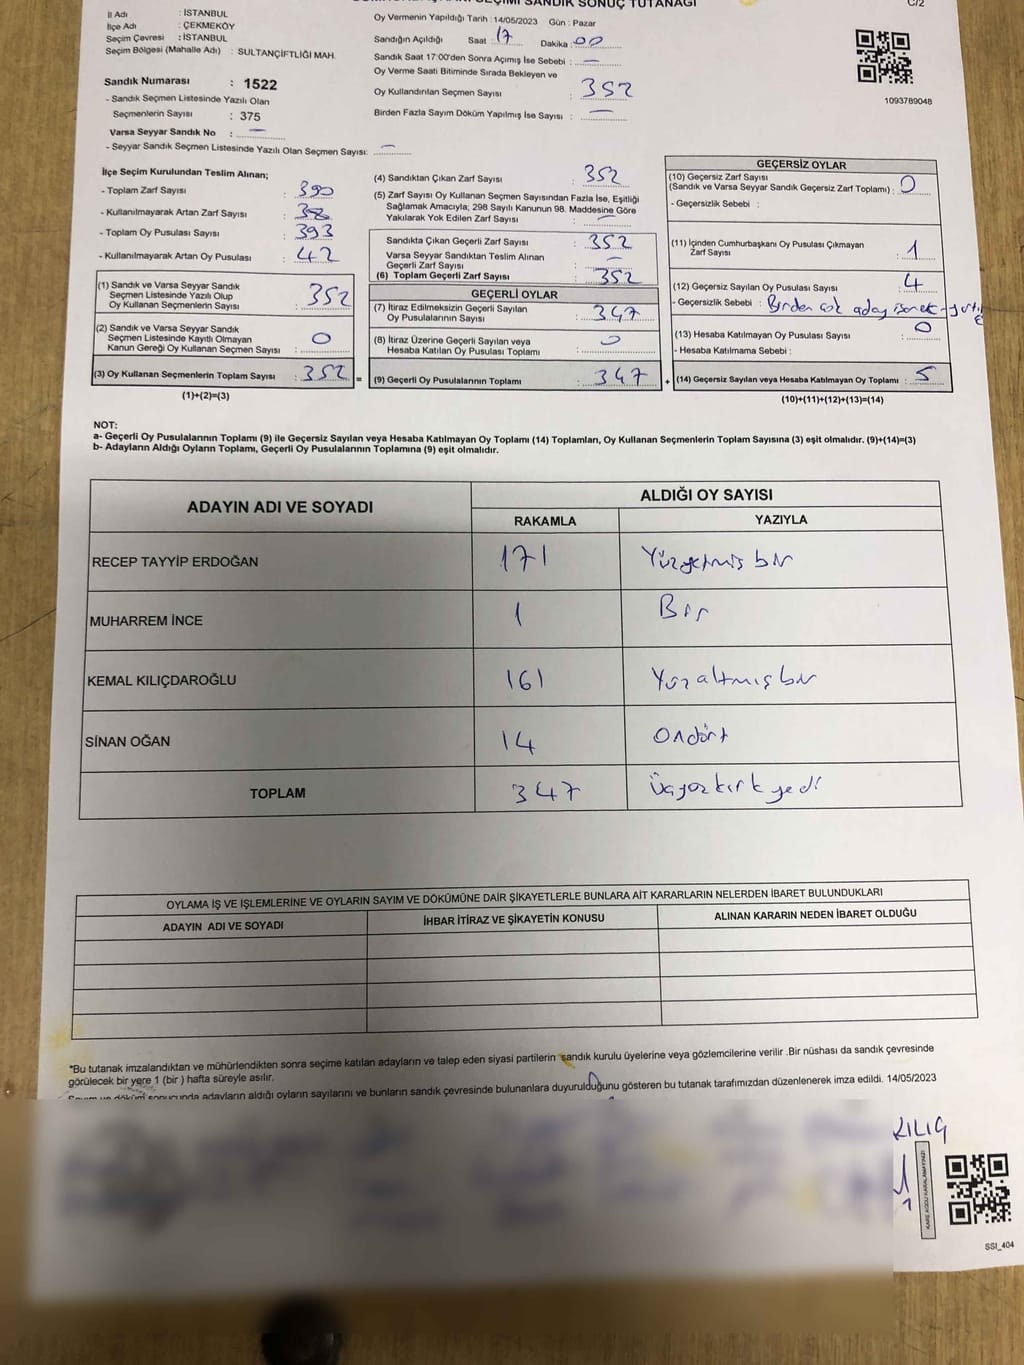 SANDIK SONUÇ TUTANAĞI
C/2
İl Adı : İSTANBUL
İlçe Adı : ÇEKMEKÖY
Seçim Çevresi : İSTANBUL
Seçim Bölgesi (Mahalle Adı) : SULTANÇİFTLİĞİ MAH.
Sandık Numarası : 1522
- Sandık Seçmen Listesinde Yazılı Olan
Seçmenlerin Sayısı : 375
Varsa Seyyar Sandık No : —
- Seyyar Sandık Seçmen Listesinde Yazılı Olan Seçmen Sayısı: —
Oy Vermenin Yapıldığı Tarih : 14/05/2023 Gün : Pazar
Sandığın Açıldığı Saat 17 Dakika : 00
Sandık Saat 17:00'den Sonra Açımış İse Sebebi : —
Oy Verme Saati Bitiminde Sırada Bekleyen ve
Oy Kullandırılan Seçmen Sayısı : 352
Birden Fazla Sayım Döküm Yapılmış İse Sayısı : —
1093789048
İlçe Seçim Kurulundan Teslim Alınan;
- Toplam Zarf Sayısı : 390
- Kullanılmayarak Artan Zarf Sayısı : 38
- Toplam Oy Pusulası Sayısı : 393
- Kullanılmayarak Artan Oy Pusulası : 42
(1) Sandık ve Varsa Seyyar Sandık
Seçmen Listesinde Yazılı Olup
Oy Kullanan Seçmenlerin Sayısı : 352
(2) Sandık ve Varsa Seyyar Sandık
Seçmen Listesinde Kayıtlı Olmayan
Kanun Gereği Oy Kullanan Seçmen Sayısı : 0
(3) Oy Kullanan Seçmenlerin Toplam Sayısı : 352 =
(1)+(2)=(3)
(4) Sandıktan Çıkan Zarf Sayısı : 352
(5) Zarf Sayısı Oy Kullanan Seçmen Sayısından Fazla İse, Eşitliği
Sağlamak Amacıyla; 298 Sayılı Kanunun 98. Maddesine Göre
Yakılarak Yok Edilen Zarf Sayısı : —
Sandıkta Çıkan Geçerli Zarf Sayısı : 352
Varsa Seyyar Sandıktan Teslim Alınan
Geçerli Zarf Sayısı : —
(6) Toplam Geçerli Zarf Sayısı : 352
GEÇERLİ OYLAR
(7) İtiraz Edilmeksizin Geçerli Sayılan
Oy Pusulalarının Sayısı : 347
(8) İtiraz Üzerine Geçerli Sayılan veya
Hesaba Katılan Oy Pusulası Toplamı : 0
(9) Geçerli Oy Pusulalarının Toplamı : 347 +
GEÇERSİZ OYLAR
(10) Geçersiz Zarf Sayısı
(Sandık ve Varsa Seyyar Sandık Geçersiz Zarf Toplamı) : 0
- Geçersizlik Sebebi :
(11) İçinden Cumhurbaşkanı Oy Pusulası Çıkmayan
Zarf Sayısı : 1
(12) Geçersiz Sayılan Oy Pusulası Sayısı : 4
- Geçersizlik Sebebi : Birden çok aday
(13) Hesaba Katılmayan Oy Pusulası Sayısı : 0
- Hesaba Katılmama Sebebi :
(14) Geçersiz Sayılan veya Hesaba Katılmayan Oy Toplamı : 5
(10)+(11)+(12)+(13)=(14)
NOT:
a- Geçerli Oy Pusulalarının Toplamı (9) ile Geçersiz Sayılan veya Hesaba Katılmayan Oy Toplamı (14) Toplamları, Oy Kullanan Seçmenlerin Toplam Sayısına (3) eşit olmalıdır. (9)+(14)=(3)
b- Adayların Aldığı Oyların Toplamı, Geçerli Oy Pusulalarının Toplamına (9) eşit olmalıdır.
ADAYIN ADI VE SOYADI ALDIĞI OY SAYISI
RAKAMLA YAZIYLA
RECEP TAYYİP ERDOĞAN 171 Yüzyetmiş bir
MUHARREM İNCE 1 Bir
KEMAL KILIÇDAROĞLU 161 Yüzaltmış bir
SİNAN OĞAN 14 Ondört
TOPLAM 347 Üçyüzkırk yedi
OYLAMA İŞ VE İŞLEMLERİNE VE OYLARIN SAYIM VE DÖKÜMÜNE DAİR ŞİKAYETLERLE BUNLARA AİT KARARLARIN NELERDEN İBARET BULUNDUKLARI
ADAYIN ADI VE SOYADI İHBAR İTİRAZ VE ŞİKAYETİN KONUSU ALINAN KARARIN NEDEN İBARET OLDUĞU
*Bu tutanak imzalandıktan ve mühürlendikten sonra seçime katılan adayların ve talep eden siyasi partilerin sandık kurulu üyelerine veya gözlemcilerine verilir .Bir nüshası da sandık çevresinde
görülecek bir yere 1 (bir ) hafta süreyle asılır.
Sayım ve döküm sonucunda adayların aldığı oyların sayılarını ve bunların sandık çevresinde bulunanlara duyurulduğunu gösteren bu tutanak tarafımızdan düzenlenerek imza edildi. 14/05/2023
KILIÇ
KARE KODU KARALAMAYINIZ!
SSI_404